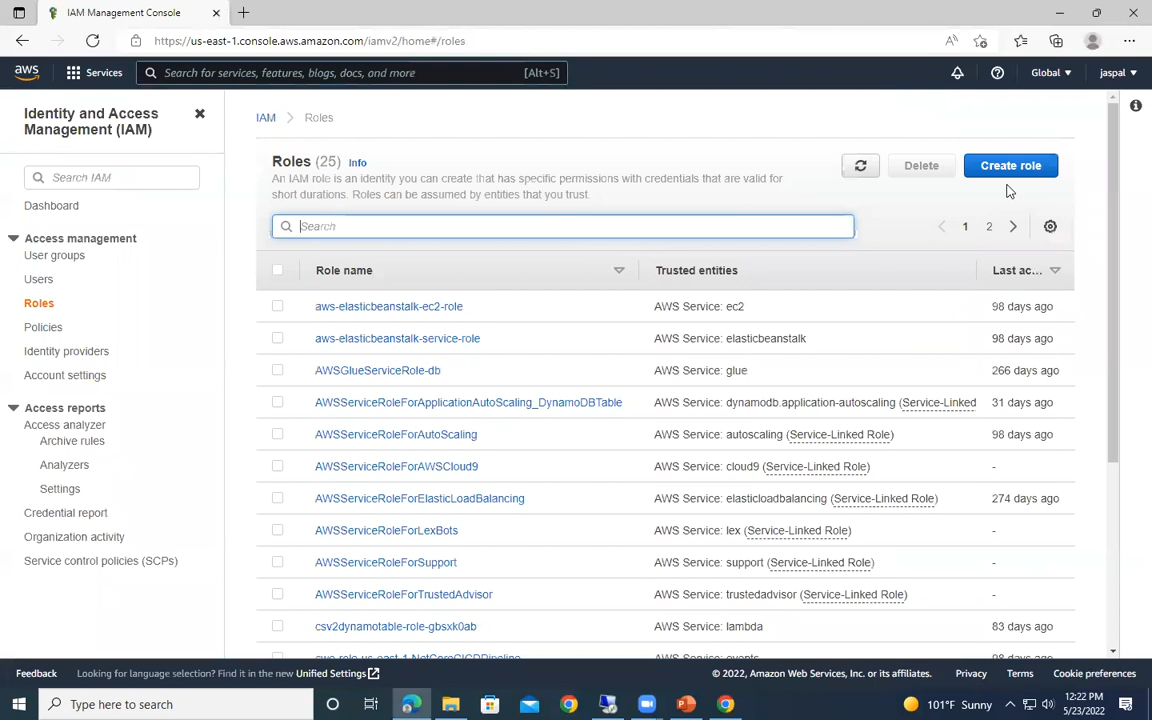 IAM Management Console
https://us-east-1.console.aws.amazon.com/iamv2/home#/roles
aws
Services
Search for services, features, blogs, docs, and more
[Alt+S]
Global
jaspal
Identity and Access
Management (IAM)
Search IAM
Dashboard
Access management
User groups
Users
Roles
Policies
Identity providers
Account settings
Access reports
Access analyzer
Archive rules
Analyzers
Settings
Credential report
Organization activity
Service control policies (SCPs)
IAM
Roles
Roles (25) Info
An IAM role is an identity you can create that has specific permissions with credentials that are valid for
short durations. Roles can be assumed by entities that you trust.
Delete
Create role
Search
1 2
Role name Trusted entities Last ac...
aws-elasticbeanstalk-ec2-role AWS Service: ec2 98 days ago
aws-elasticbeanstalk-service-role AWS Service: elasticbeanstalk 98 days ago
AWSGlueServiceRole-db AWS Service: glue 266 days ago
AWSServiceRoleForApplicationAutoScaling_DynamoDBTable AWS Service: dynamodb.application-autoscaling (Service-Linked 31 days ago
AWSServiceRoleForAutoScaling AWS Service: autoscaling (Service-Linked Role) 98 days ago
AWSServiceRoleForAWSCloud9 AWS Service: cloud9 (Service-Linked Role) -
AWSServiceRoleForElasticLoadBalancing AWS Service: elasticloadbalancing (Service-Linked Role) 274 days ago
AWSServiceRoleForLexBots AWS Service: lex (Service-Linked Role) -
AWSServiceRoleForSupport AWS Service: support (Service-Linked Role) -
AWSServiceRoleForTrustedAdvisor AWS Service: trustedadvisor (Service-Linked Role) -
csv2dynamotable-role-gbsxk0ab AWS Service: lambda 83 days ago
Feedback
Looking for language selection? Find it in the new Unified Settings
© 2022, Amazon Web Services, Inc. or its affiliates.
Privacy
Terms
Cookie preferences
Type here to search
101°F Sunny
12:22 PM
5/23/2022